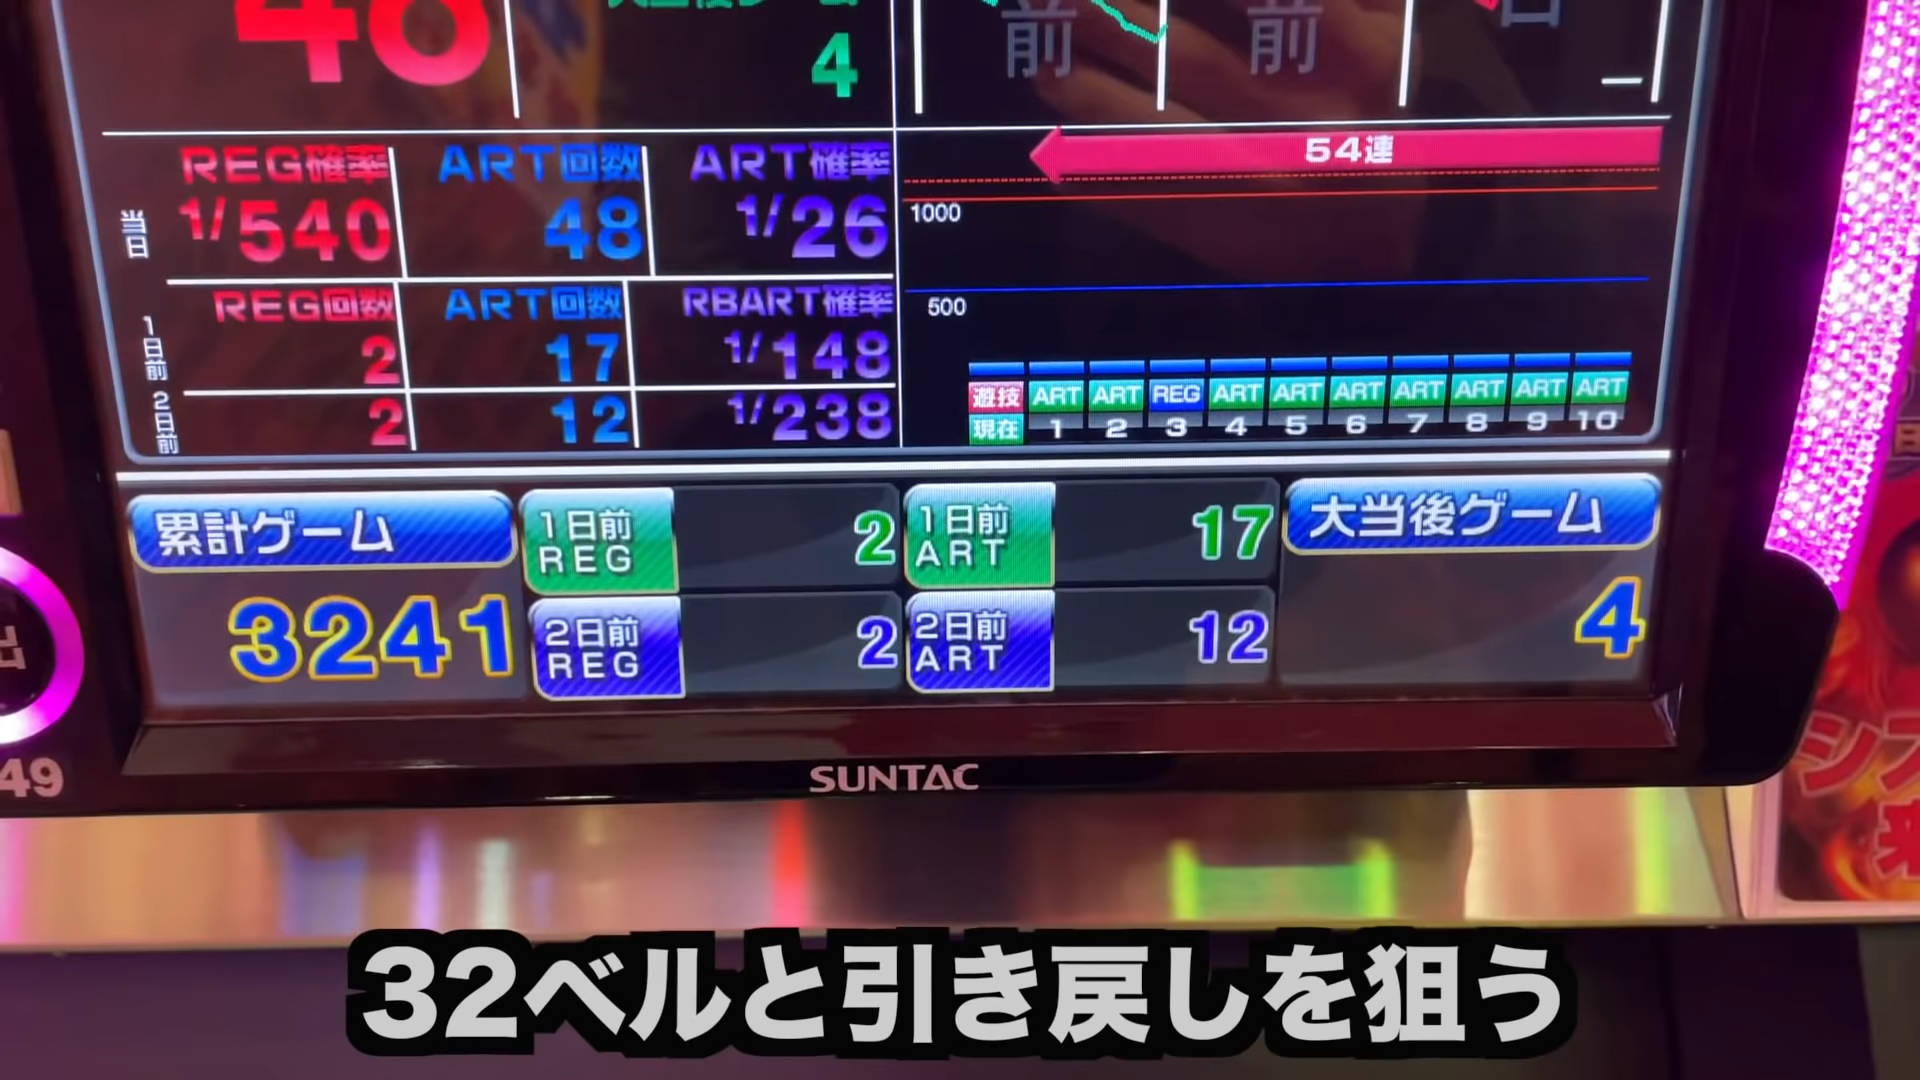 48
4
前
前
日
REG確率
ART回数
ART確率
当日
1/540
48
1/26
REG回数
ART回数
RBART確率
1日前
2
17
1/148
2日前
2
12
1/238
54連
1000
500
遊技 ART ART REG ART ART ART ART ART ART ART
現在 1 2 3 4 5 6 7 8 9 10
累計ゲーム
3241
1日前
REG
2
1日前
ART
17
2日前
REG
2
2日前
ART
12
大当後ゲーム
4
49
SUNTAC
32ベルと引き戻しを狙う